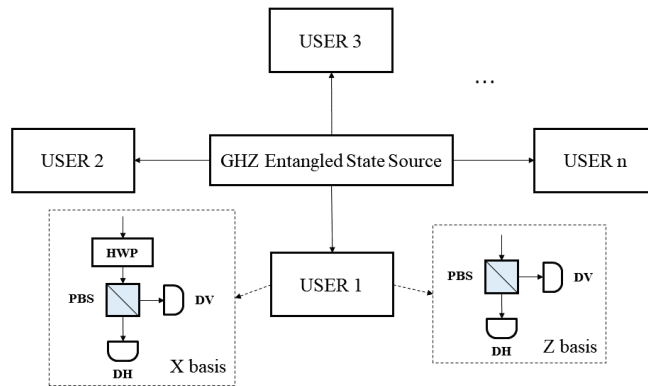 USER 3
...
USER 2
GHZ Entangled State Source
USER n
USER 1
HWP
PBS
DV
DH
X basis
PBS
DV
DH
Z basis